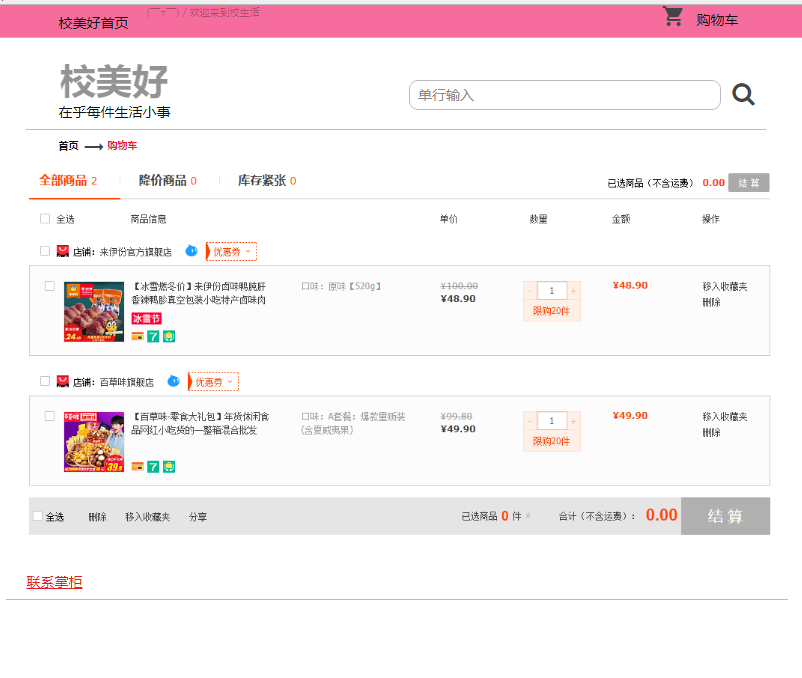 校美好首页
(￣▽￣) / 欢迎来到校生活
购物车
校美好
在乎每件生活小事
单行输入
首页 购物车
全部商品 2 降价商品 0 库存紧张 0
已选商品（不含运费） 0.00 结 算
全选 商品信息 单价 数量 金额 操作
店铺：来伊份官方旗舰店 优惠券
【冰雪燃冬价】来伊份卤味鸭腌肝
香辣鸭胗真空包装小吃特产卤味肉
冰雪节
口味：原味【520g】
¥100.00
¥48.90
- 1 +
限购20件
¥48.90
移入收藏夹
删除
店铺：百草味旗舰店 优惠券
【百草味-零食大礼包】年货休闲食
品网红小吃货的一整箱混合批发
口味：A套餐：爆款重磅装
(含夏威夷果)
¥99.80
¥49.90
- 1 +
限购20件
¥49.90
移入收藏夹
删除
全选 删除 移入收藏夹 分享
已选商品 0 件 合计（不含运费）： 0.00 结 算
联系掌柜